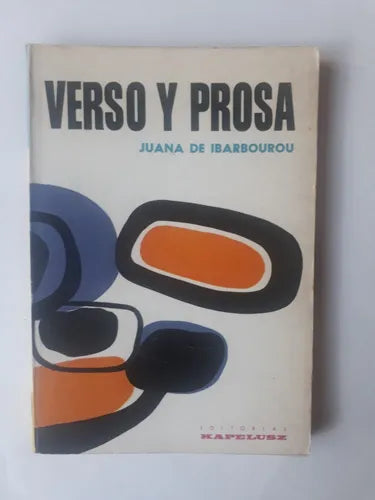 VERSO Y PROSA
JUANA DE IBARBOUROU
EDITORIAL
KAPELUSZ